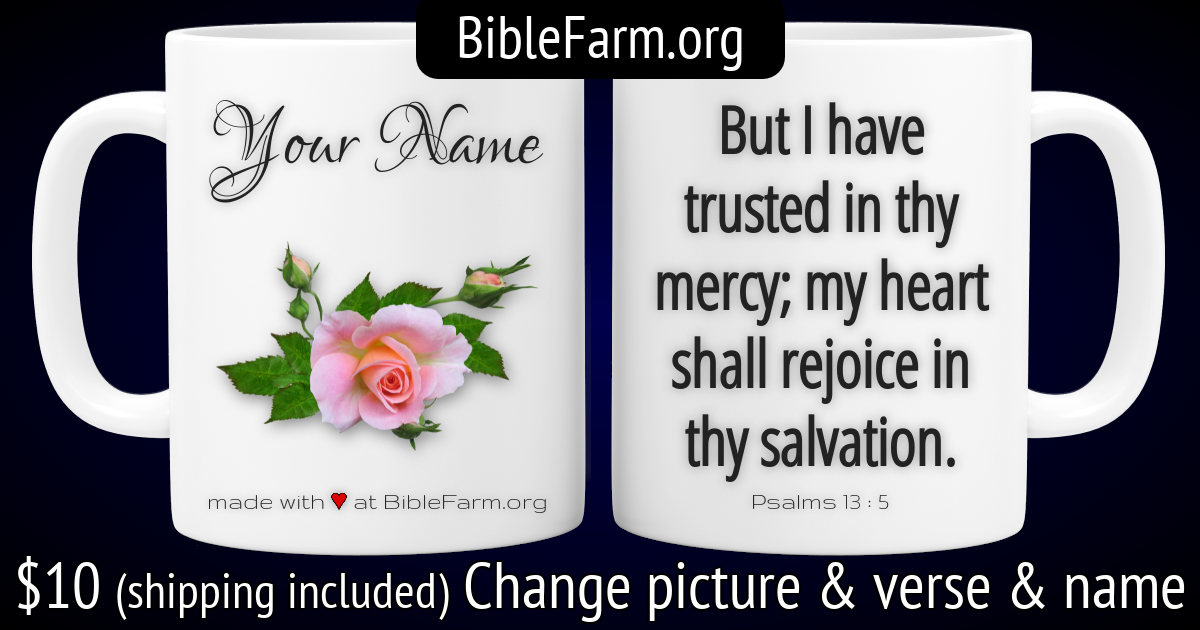 BibleFarm.org
Your Name
made with ♥ at BibleFarm.org
But I have
trusted in thy
mercy; my heart
shall rejoice in
thy salvation.
Psalms 13 : 5
$10 (shipping included) Change picture & verse & name